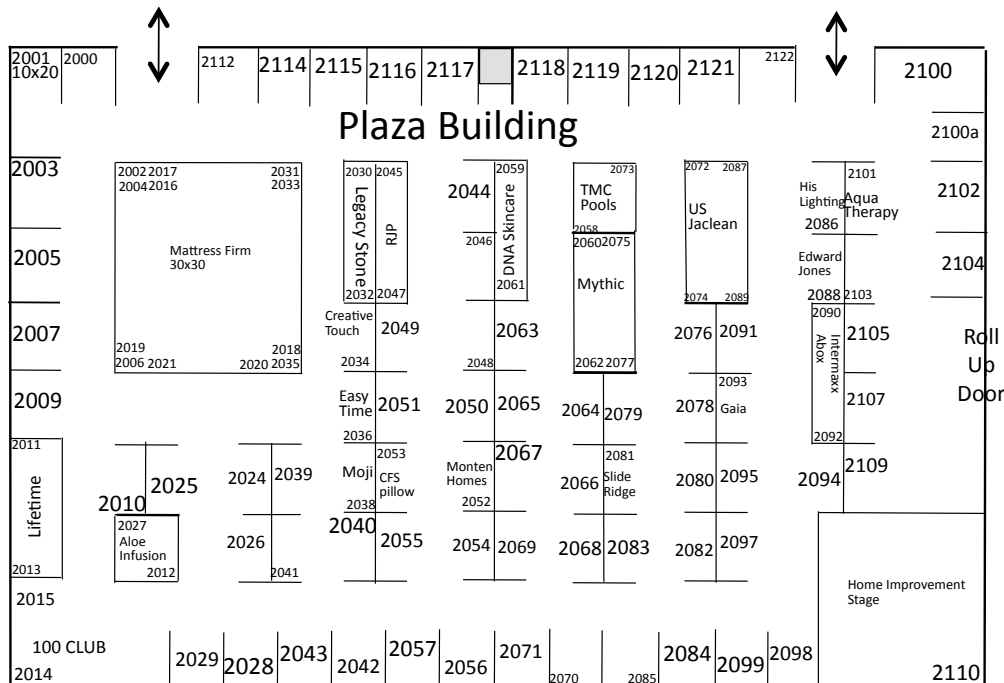 2001
10x20
2000
2112
2114
2115
2116
2117
2118
2119
2120
2121
2122
2100
Plaza Building
2100a
2003
2002 2017
2004 2016
2031
2033
Mattress Firm
30x30
2019
2006 2021
2018
2020 2035
2030 2045
Legacy Stone
RJP
2032 2047
2044
2046
2059
DNA Skincare
2061
2073
TMC
Pools
2058
2060 2075
Mythic
2062 2077
2072 2087
US
Jaclean
2074 2089
His
Lighting
2086
2101
Aqua
Therapy
2102
2005
Edward
Jones
2088 2103
2104
2007
Creative
Touch
2034
2049
2063
2048
2076
2091
2090
Intermaxx
Abox
2092
2105
2107
Roll
Up
Door
2009
Easy
Time
2036
2051
2050
2065
2064
2079
2078
2093
Gaia
2011
Lifetime
2013
2010
2025
2024
2039
Moji
2038
2053
CFS
pillow
Monten
Homes
2052
2067
2066
2081
Slide
Ridge
2080
2095
2094
2109
2027
Aloe
Infusion
2012
2026
2041
2040
2055
2054
2069
2068
2083
2082
2097
Home Improvement
Stage
2110
2015
100 CLUB
2014
2029
2028
2043
2042
2057
2056
2071
2070
2085
2084
2099
2098